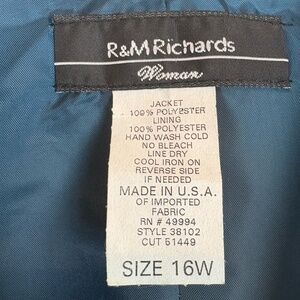 R&M Richards
Woman
JACKET
100% POLYESTER
LINING
100% POLYESTER
HAND WASH COLD
NO BLEACH
LINE DRY
COOL IRON ON
REVERSE SIDE
IF NEEDED
MADE IN U.S.A.
OF IMPORTED
FABRIC
RN # 49994
STYLE 38102
CUT 51449
SIZE 16W